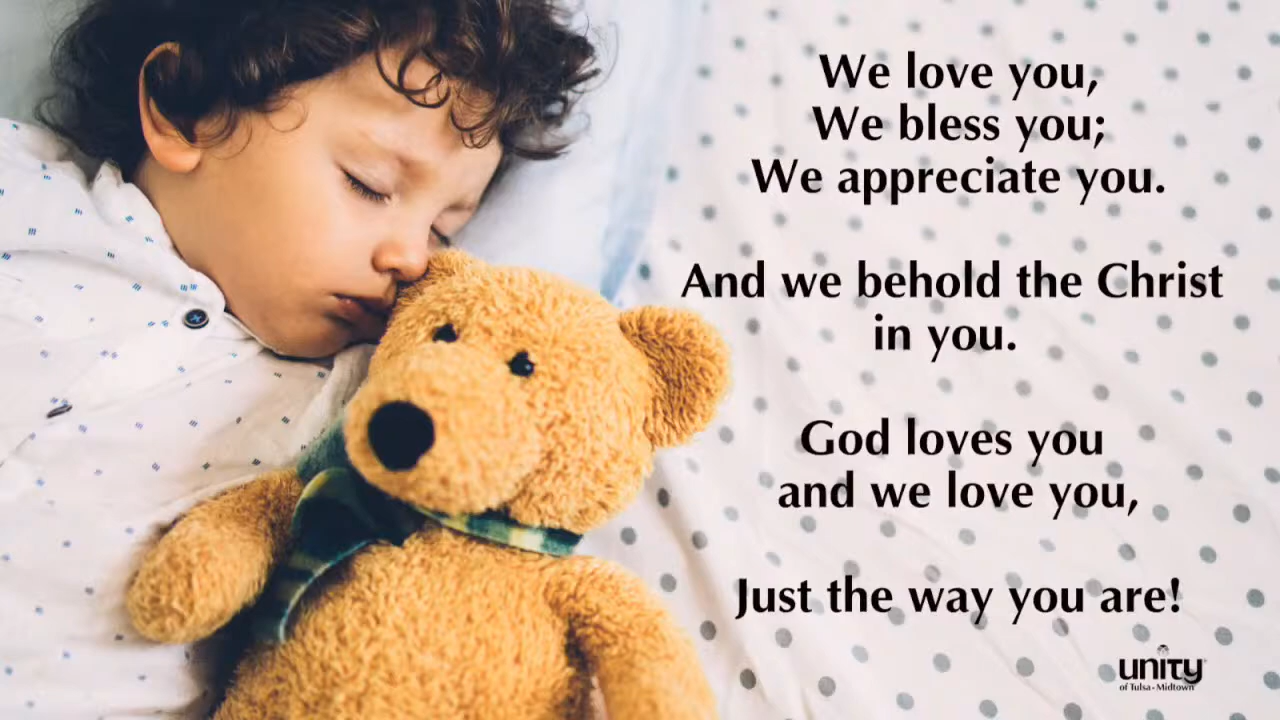 We love you,
We bless you;
We appreciate you.
And we behold the Christ
in you.
God loves you
and we love you,
Just the way you are!
unity
of Tulsa - Midtown